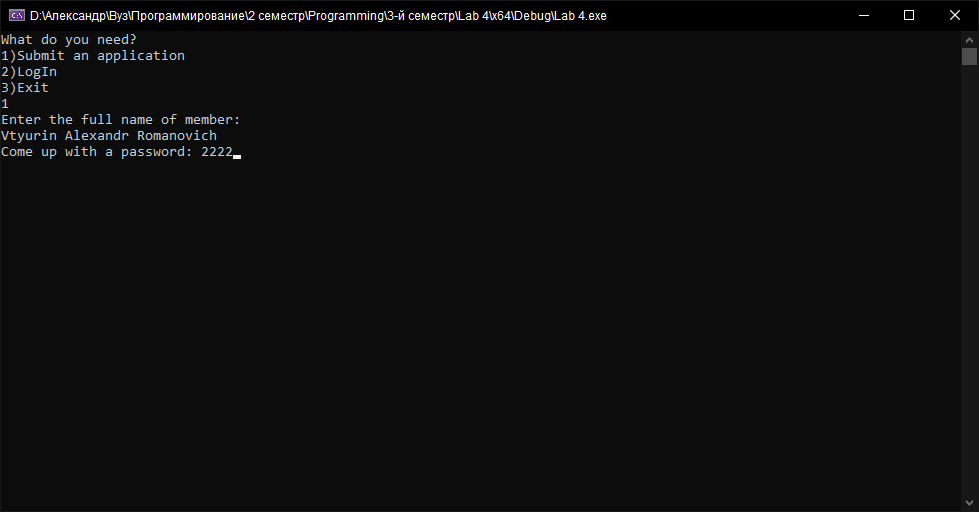 D:\Александр\Вуз\Программирование\2 семестр\Programming\3-й семестр\Lab 4\x64\Debug\Lab 4.exe
What do you need?
1)Submit an application
2)LogIn
3)Exit
1
Enter the full name of member:
Vtyurin Alexandr Romanovich
Come up with a password: 2222